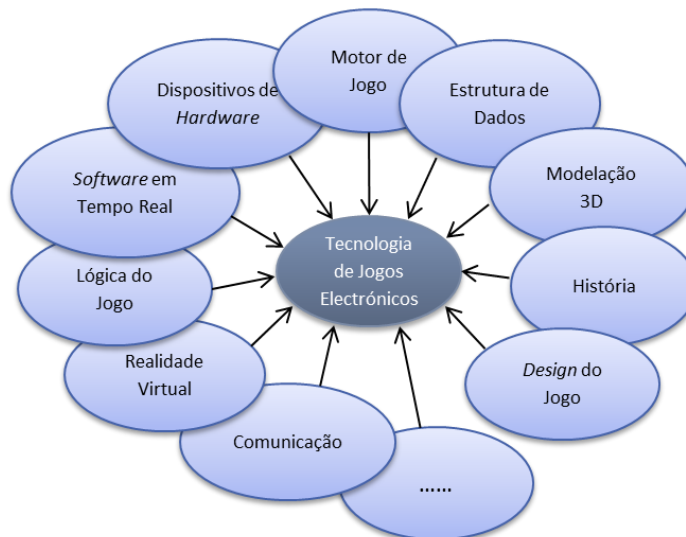 Motor de
Jogo
Estrutura de
Dados
Modelação
3D
História
Design do
Jogo
......
Comunicação
Realidade
Virtual
Lógica do
Jogo
Software em
Tempo Real
Dispositivos de
Hardware
Tecnologia
de Jogos
Electrónicos